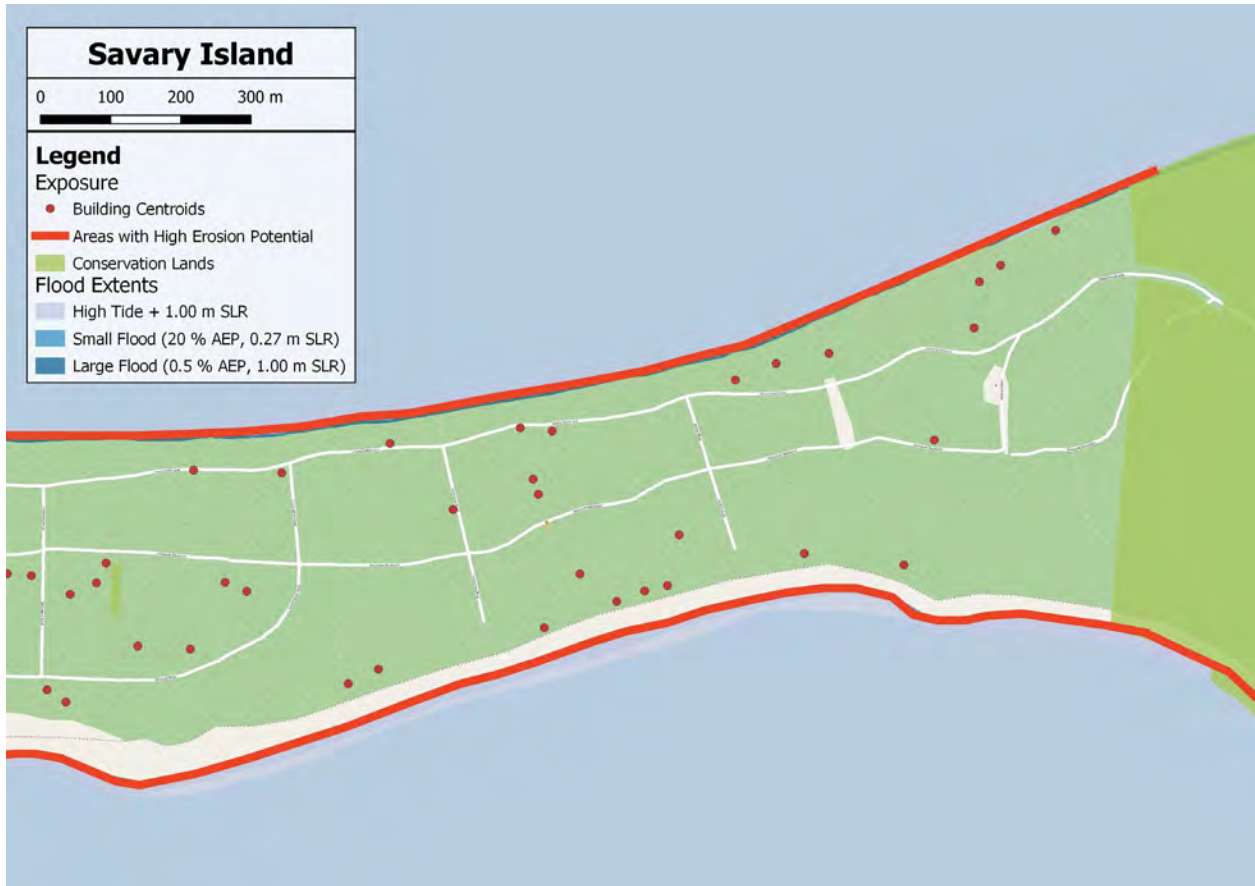 Savary Island
0 100 200 300 m
Legend
Exposure
Building Centroids
Areas with High Erosion Potential
Conservation Lands
Flood Extents
High Tide + 1.00 m SLR
Small Flood (20 % AEP, 0.27 m SLR)
Large Flood (0.5 % AEP, 1.00 m SLR)